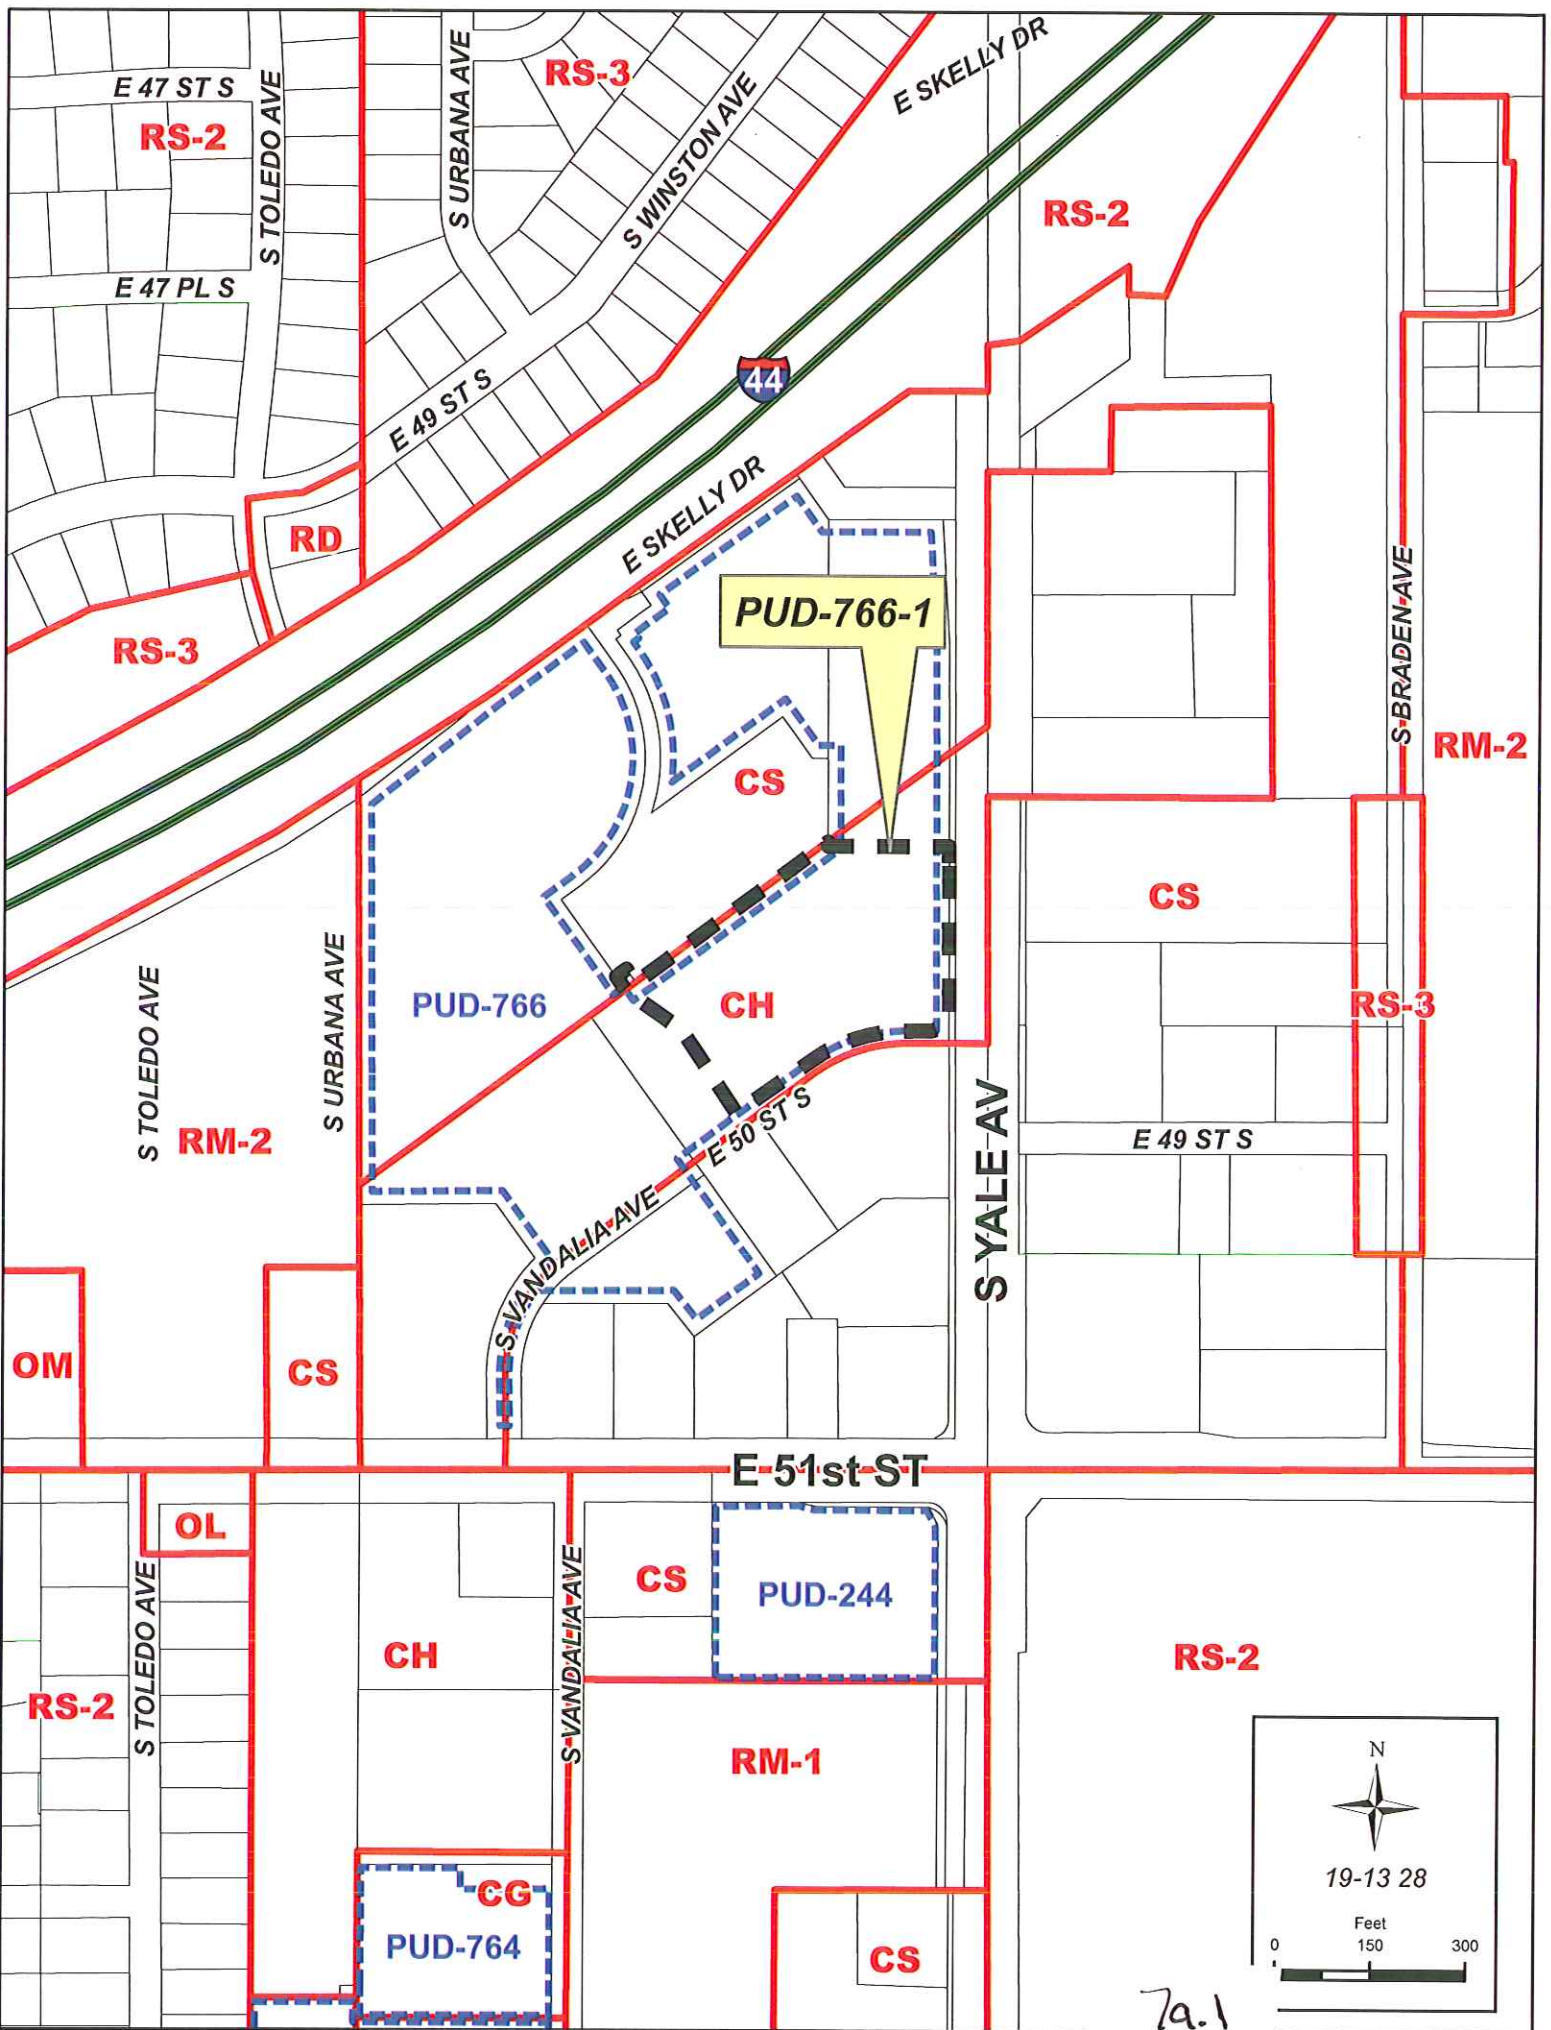 E 47 ST S
RS-2
S TOLEDO AVE
S URBANA AVE
RS-3
S WINSTON AVE
E SKELLY DR
RS-2
E 47 PL S
E 49 ST S
44
RD
RS-3
E SKELLY DR
PUD-766-1
S BRADEN AVE
RM-2
CS
CS
RS-3
PUD-766
CH
S TOLEDO AVE
S URBANA AVE
RM-2
E 50 ST S
S YALE AV
E 49 ST S
S VANDALIA AVE
OM
CS
E 51st ST
OL
S TOLEDO AVE
CS
PUD-244
S VANDALIA AVE
CH
RS-2
RS-2
RM-1
CG
PUD-764
CS
N
19-13 28
Feet
0 150 300
7a.1